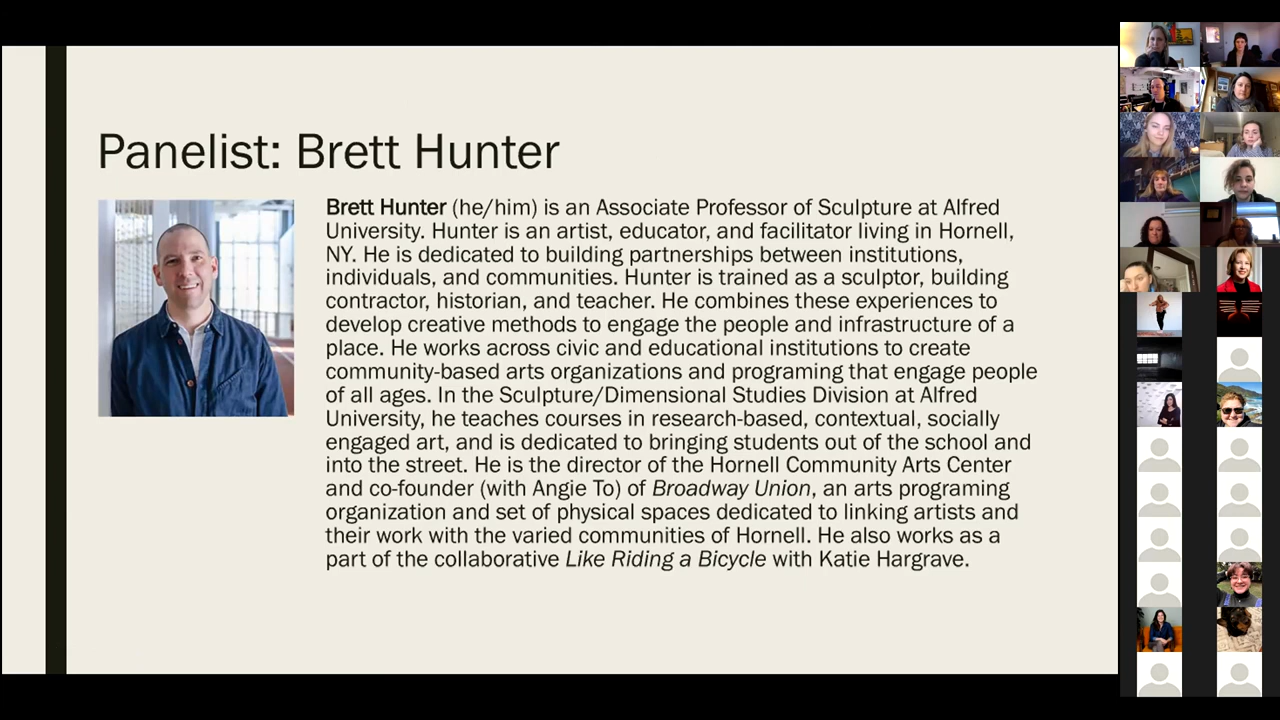 Panelist: Brett Hunter
Brett Hunter (he/him) is an Associate Professor of Sculpture at Alfred
University. Hunter is an artist, educator, and facilitator living in Hornell,
NY. He is dedicated to building partnerships between institutions,
individuals, and communities. Hunter is trained as a sculptor, building
contractor, historian, and teacher. He combines these experiences to
develop creative methods to engage the people and infrastructure of a
place. He works across civic and educational institutions to create
community-based arts organizations and programing that engage people
of all ages. In the Sculpture/Dimensional Studies Division at Alfred
University, he teaches courses in research-based, contextual, socially
engaged art, and is dedicated to bringing students out of the school and
into the street. He is the director of the Hornell Community Arts Center
and co-founder (with Angie To) of Broadway Union, an arts programing
organization and set of physical spaces dedicated to linking artists and
their work with the varied communities of Hornell. He also works as a
part of the collaborative Like Riding a Bicycle with Katie Hargrave.